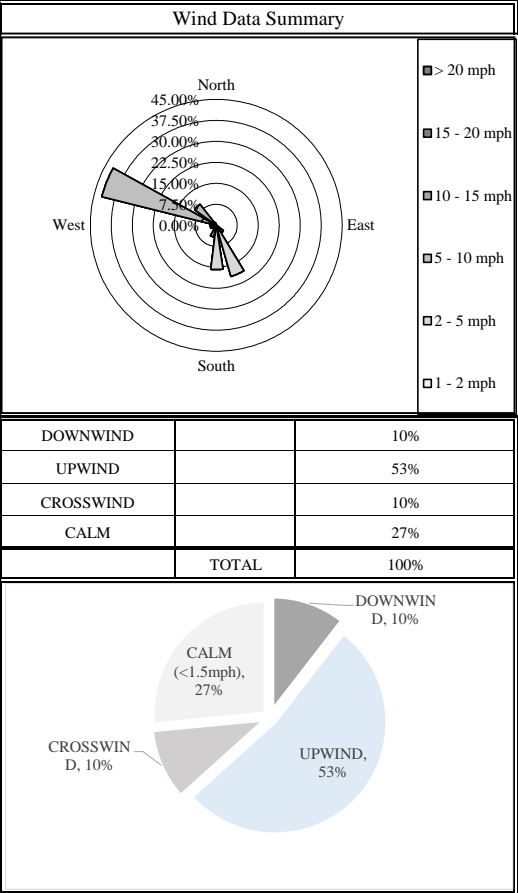 Wind Data Summary
North
45.00%
37.50%
30.00%
22.50%
15.00%
7.50%
0.00%
West
East
South
> 20 mph
15 - 20 mph
10 - 15 mph
5 - 10 mph
2 - 5 mph
1 - 2 mph
DOWNWIND 10%
UPWIND 53%
CROSSWIND 10%
CALM 27%
TOTAL 100%
DOWNWIN
D, 10%
CALM
(<1.5mph),
27%
CROSSWIN
D, 10%
UPWIND,
53%